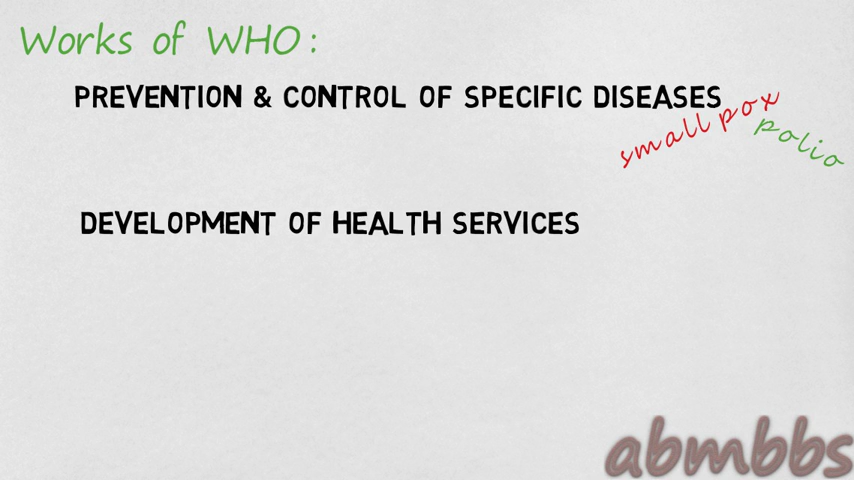 Works of WHO:
PREVENTION & CONTROL OF SPECIFIC DISEASES
small pox
polio
DEVELOPMENT OF HEALTH SERVICES
abmbbs